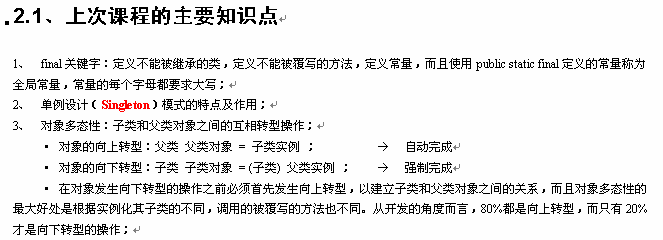 2.1、上次课程的主要知识点
1、 final 关键字：定义不能被继承的类，定义不能被覆写的方法，定义常量，而且使用 public static final 定义的常量称为
全局常量，常量的每个字母都要求大写；
2、 单例设计（Singleton）模式的特点及作用；
3、 对象多态性：子类和父类对象之间的互相转型操作；
• 对象的向上转型：父类 父类对象 = 子类实例 ； → 自动完成
• 对象的向下转型：子类 子类对象 = (子类) 父类实例 ； → 强制完成
• 在对象发生向下转型的操作之前必须首先发生向上转型，以建立子类和父类对象之间的关系，而且对象多态性的
最大好处是根据实例化其子类的不同，调用的被覆写的方法也不同。从开发的角度而言，80%都是向上转型，而只有 20%
才是向下转型的操作；